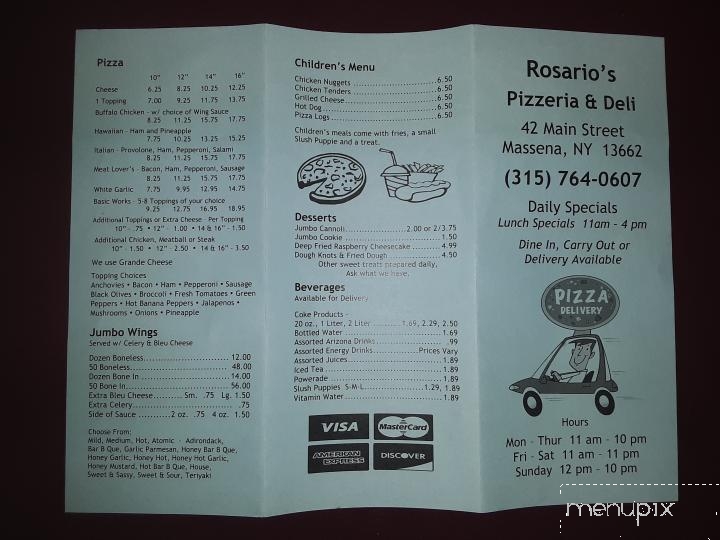 Pizza
10" 12" 14" 16"
Cheese 6.25 8.25 10.25 12.25
1 Topping 7.00 9.25 11.75 13.75
Buffalo Chicken - w/ choice of Wing Sauce
8.25 11.25 15.75 17.75
Hawaiian - Ham and Pineapple
7.75 10.25 13.25 15.25
Italian - Provolone, Ham, Pepperoni, Salami
8.25 11.25 15.75 17.75
Meat Lover's - Bacon, Ham, Pepperoni, Sausage
8.25 11.25 15.75 17.75
White Garlic 7.75 9.95 12.95 14.75
Basic Works - 5-8 Toppings of your choice
9.25 12.75 16.95 18.95
Additional Toppings or Extra Cheese - Per Topping
10" - .75 • 12" - 1.00 • 14 & 16" - 1.50
Additional Chicken, Meatball or Steak
10" - 1.50 • 12" - 2.50 • 14 & 16" - 3.50
We use Grande Cheese
Topping Choices
Anchovies • Bacon • Ham • Pepperoni • Sausage
Black Olives • Broccoli • Fresh Tomatoes • Green
Peppers • Hot Banana Peppers • Jalapenos •
Mushrooms • Onions • Pineapple
Jumbo Wings
Served w/ Celery & Bleu Cheese
Dozen Boneless 12.00
50 Boneless 48.00
Dozen Bone In 14.00
50 Bone In 56.00
Extra Bleu Cheese Sm. .75 Lg. 1.50
Extra Celery .75
Side of Sauce 2 oz. .75 4 oz. 1.50
Choose From:
Mild, Medium, Hot, Atomic - Adirondack,
Bar B Que, Garlic Parmesan, Honey Bar B Que,
Honey Garlic, Honey Hot, Honey Hot Garlic,
Honey Mustard, Hot Bar B Que, House,
Sweet & Sassy, Sweet & Sour, Teriyaki
Children's Menu
Chicken Nuggets 6.50
Chicken Tenders 6.50
Grilled Cheese 6.50
Hot Dog 6.50
Pizza Logs 6.50
Children's meals come with fries, a small
Slush Puppie and a treat.
Desserts
Jumbo Cannoli 2.00 or 2/3.75
Jumbo Cookie 1.50
Deep Fried Raspberry Cheesecake 4.99
Dough Knots & Fried Dough 4.50
Other sweet treats prepared daily,
Ask what we have.
Beverages
Available for Delivery
Coke Products -
20 oz., 1 Liter, 2 Liter 1.69, 2.29, 2.50
Bottled Water 1.69
Assorted Arizona Drinks .99
Assorted Energy Drinks Prices Vary
Assorted Juices 1.89
Iced Tea 1.89
Powerade 1.89
Slush Puppies S-M-L 1.29, 1.89
Vitamin Water 1.89
VISA MasterCard
AMERICAN EXPRESS DISCOVER
Rosario's
Pizzeria & Deli
42 Main Street
Massena, NY 13662
(315) 764-0607
Daily Specials
Lunch Specials 11am - 4 pm
Dine In, Carry Out or
Delivery Available
PIZZA
DELIVERY
Hours
Mon - Thur 11 am - 10 pm
Fri - Sat 11 am - 11 pm
Sunday 12 pm - 10 pm
menupix